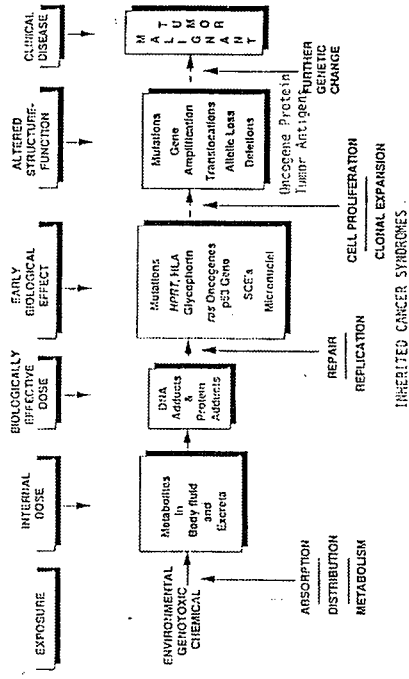 EXPOSURE
INTERNAL
DOSE
BIOLOGICALLY
EFFECTIVE
DOSE
EARLY
BIOLOGICAL
EFFECT
ALTERED
STRUCTURE-
FUNCTION
CLINICAL
DISEASE
ENVIRONMENTAL
GENOTOXIC
CHEMICAL
Metabolites
in
Body fluid
and
Excreta
DNA
Adducts
&
Protein
Adducts
Mutations
HPRT, HLA
Glycophorin
ras Oncogenes
p53 Gene
SCE's
Micronuclei
Mutations
Gene
Amplification
Translocations
Allelic Loss
Deletions
MALIGNANT
TUMOR
Oncogene Protein
Tumor Antigens
ABSORPTION
DISTRIBUTION
METABOLISM
REPAIR
REPLICATION
CELL PROLIFERATION
CLONAL EXPANSION
FURTHER
GENETIC
CHANGE
INHERITED CANCER SYNDROMES.